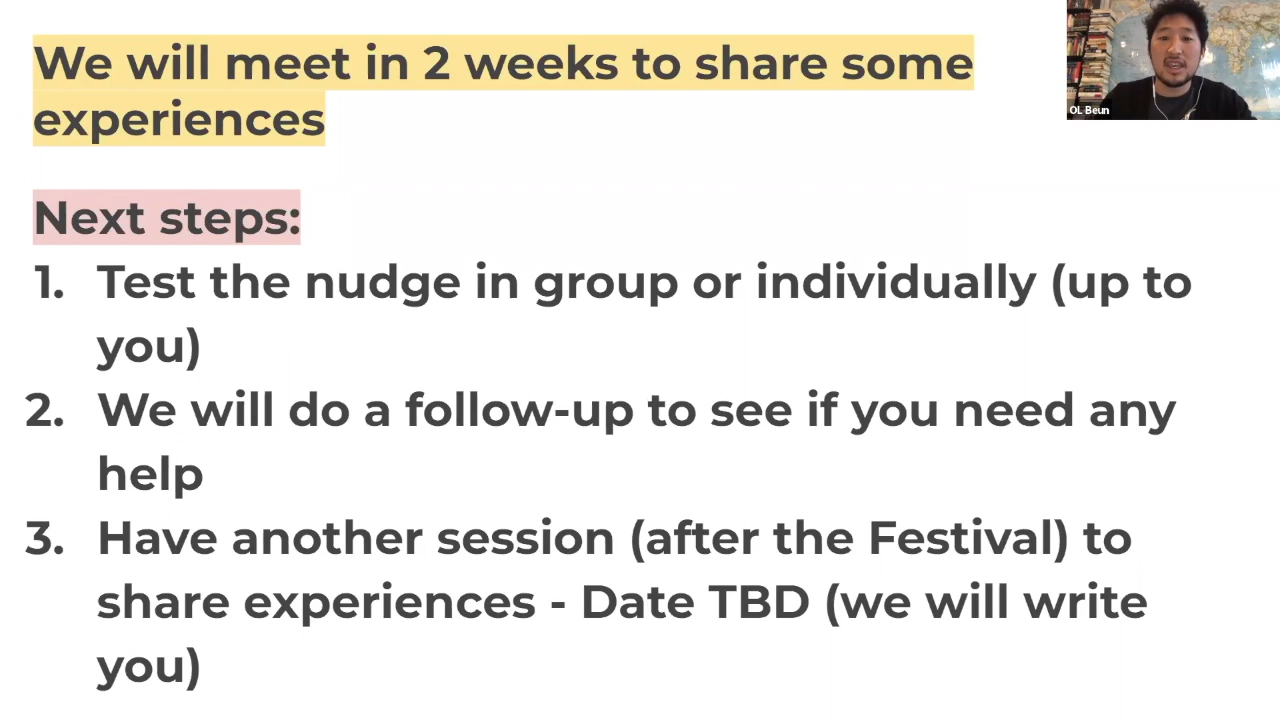 We will meet in 2 weeks to share some
experiences
OL Beun
Next steps:
1. Test the nudge in group or individually (up to
you)
2. We will do a follow-up to see if you need any
help
3. Have another session (after the Festival) to
share experiences - Date TBD (we will write
you)